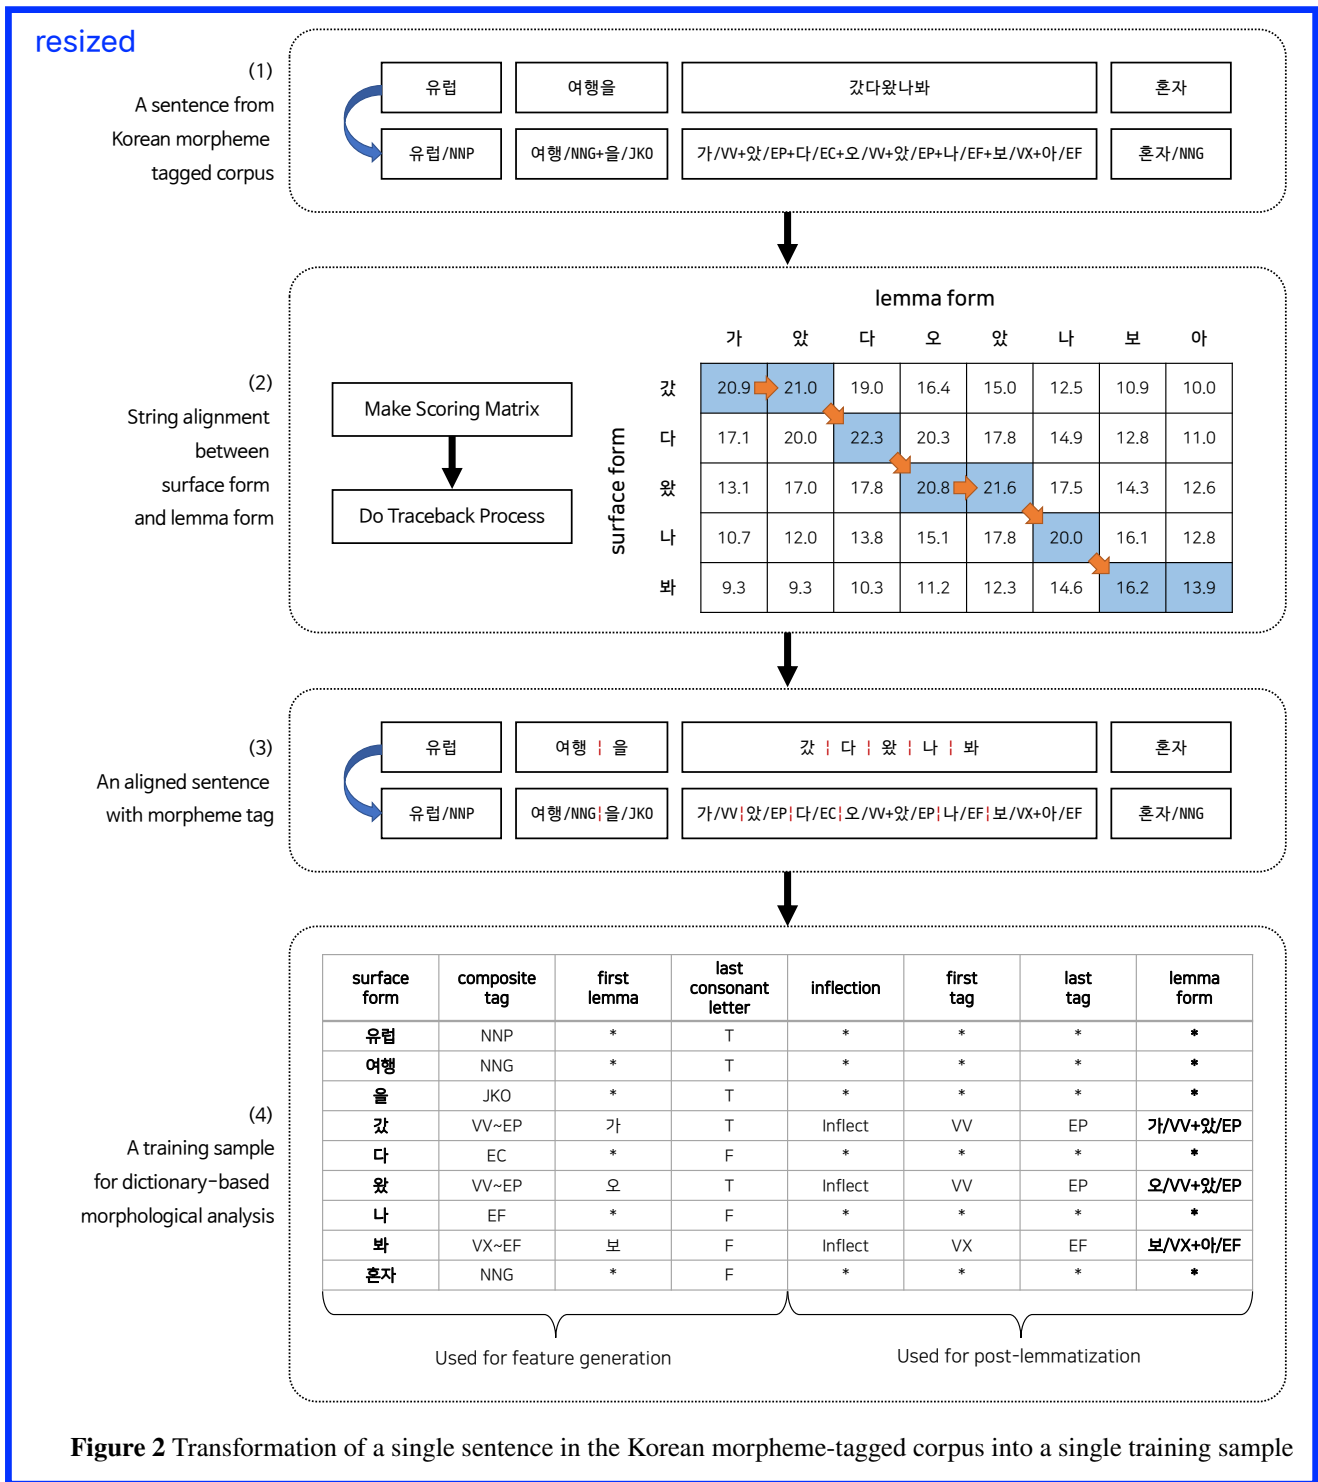 resized
(1)
A sentence from
Korean morpheme
tagged corpus
유럽 여행을 갔다왔나봐 혼자
유럽/NNP 여행/NNG+을/JKO 가/VV+았/EP+다/EC+오/VV+았/EP+나/EF+보/VX+아/EF 혼자/NNG
(2)
String alignment
between
surface form
and lemma form
Make Scoring Matrix
Do Traceback Process
lemma form
surface form
가 았 다 오 았 나 보 아
갔 20.9 21.0 19.0 16.4 15.0 12.5 10.9 10.0
다 17.1 20.0 22.3 20.3 17.8 14.9 12.8 11.0
왔 13.1 17.0 17.8 20.8 21.6 17.5 14.3 12.6
나 10.7 12.0 13.8 15.1 17.8 20.0 16.1 12.8
봐 9.3 9.3 10.3 11.2 12.3 14.6 16.2 13.9
(3)
An aligned sentence
with morpheme tag
유럽 여행 ¦ 을 갔 ¦ 다 ¦ 왔 ¦ 나 ¦ 봐 혼자
유럽/NNP 여행/NNG¦을/JKO 가/VV¦았/EP¦다/EC¦오/VV+았/EP¦나/EF¦보/VX+아/EF 혼자/NNG
(4)
A training sample
for dictionary-based
morphological analysis
surface form composite tag first lemma last consonant letter inflection first tag last tag lemma form
유럽 NNP * T * * * *
여행 NNG * T * * * *
을 JKO * T * * * *
갔 VV~EP 가 T Inflect VV EP 가/VV+았/EP
다 EC * F * * * *
왔 VV~EP 오 T Inflect VV EP 오/VV+았/EP
나 EF * F * * * *
봐 VX~EF 보 F Inflect VX EF 보/VX+아/EF
혼자 NNG * F * * * *
Used for feature generation
Used for post-lemmatization
Figure 2 Transformation of a single sentence in the Korean morpheme-tagged corpus into a single training sample